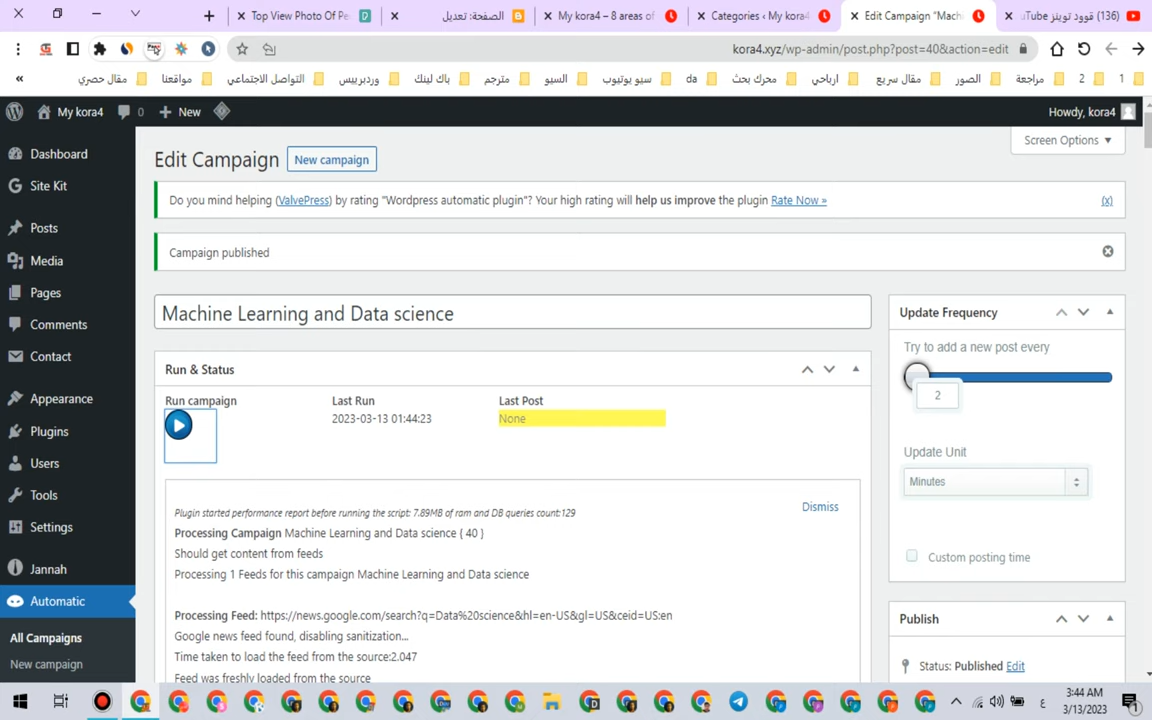 Top View Photo Of Pe
الصفحة: تعديل
My kora4 – 8 areas of
Categories ‹ My kora4
Edit Campaign "Mach
قوود توينز uTube (136)
kora4.xyz/wp-admin/post.php?post=40&action=edit
«
مقال حصري
مواقعنا
التواصل الاجتماعي
وردبريس
باك لينك
مترجم
السيو
سيو يوتيوب
da
محرك بحث
ارباحي
مقال سريع
الصور
مراجعة
2
1
My kora4
0
New
Howdy, kora4
Dashboard
Site Kit
Posts
Media
Pages
Comments
Contact
Appearance
Plugins
Users
Tools
Settings
Jannah
Automatic
All Campaigns
New campaign
Screen Options
Edit Campaign
New campaign
Do you mind helping (ValvePress) by rating "Wordpress automatic plugin"? Your high rating will help us improve the plugin Rate Now »
(x)
Campaign published
Machine Learning and Data science
Run & Status
Run campaign
Last Run
Last Post
2023-03-13 01:44:23
None
Dismiss
Plugin started performance report before running the script: 7.89MB of ram and DB queries count:129
Processing Campaign Machine Learning and Data science { 40 }
Should get content from feeds
Processing 1 Feeds for this campaign Machine Learning and Data science
Processing Feed: https://news.google.com/search?q=Data%20science&hl=en-US&gl=US&ceid=US:en
Google news feed found, disabling sanitization...
Time taken to load the feed from the source:2.047
Feed was freshly loaded from the source
Update Frequency
Try to add a new post every
2
Update Unit
Minutes
Custom posting time
Publish
Status: Published Edit
ع
3:44 AM
3/13/2023
1